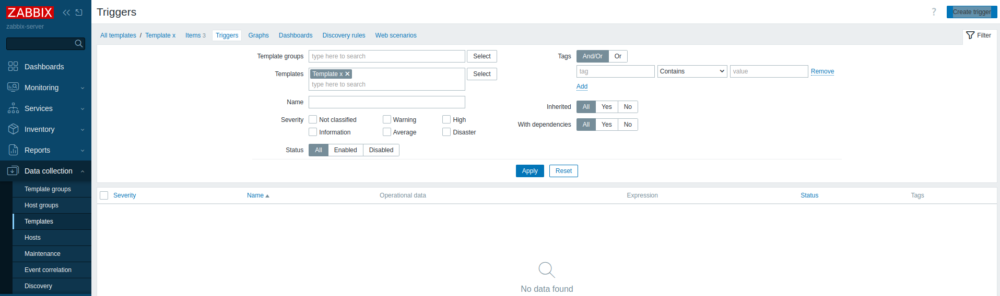 ZABBIX
zabbix-server
Dashboards
Monitoring
Services
Inventory
Reports
Data collection
Template groups
Host groups
Templates
Hosts
Maintenance
Event correlation
Discovery
Triggers
? Create trigger
All templates / Template x Items 3 Triggers Graphs Dashboards Discovery rules Web scenarios
Filter
Template groups type here to search Select
Templates Template x Select
type here to search
Name
Severity Not classified Warning High
Information Average Disaster
Status All Enabled Disabled
Tags And/Or Or
tag Contains value Remove
Add
Inherited All Yes No
With dependencies All Yes No
Apply Reset
Severity Name Operational data Expression Status Tags
No data found